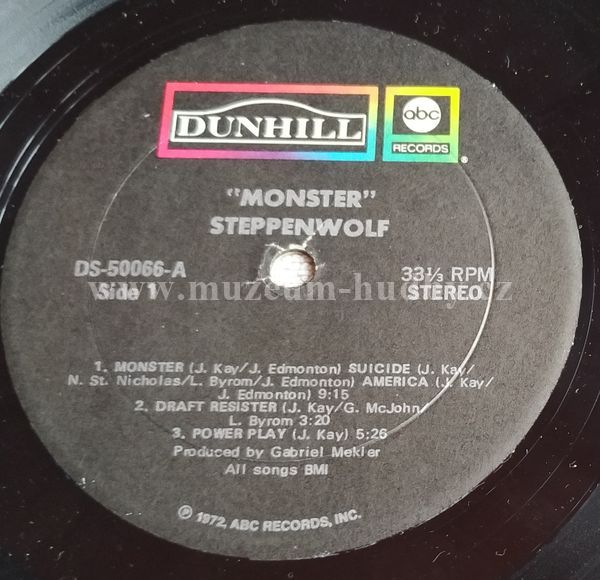 DUNHILL
abc
RECORDS
®
"MONSTER"
STEPPENWOLF
DS-50066-A
Side 1
33⅓ RPM
STEREO
www.muzeum-hudby.cz
1. MONSTER (J. Kay/J. Edmonton) SUICIDE (J. Kay/
N. St. Nicholas/L. Byrom/J. Edmonton) AMERICA (J. Kay/
J. Edmonton) 9:15
2. DRAFT RESISTER (J. Kay/G. McJohn/
L. Byrom 3:20
3. POWER PLAY (J. Kay) 5:26
Produced by Gabriel Mekler
All songs BMI
℗ 1972, ABC RECORDS, INC.